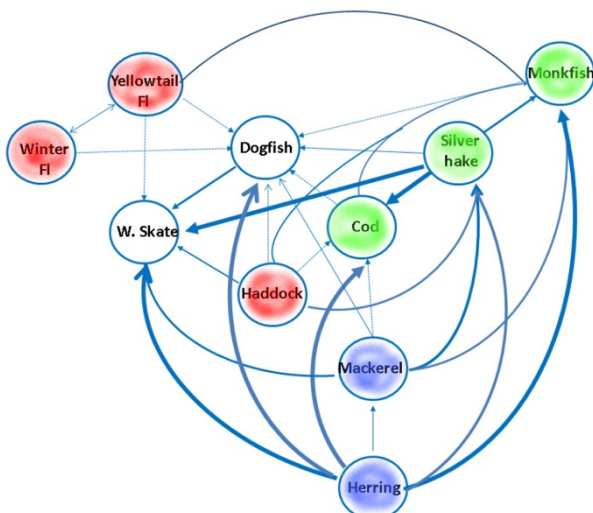 Yellowtail
Fl
Monkfish
Winter
Fl
Dogfish
Silver
hake
W. Skate
Cod
Haddock
Mackerel
Herring